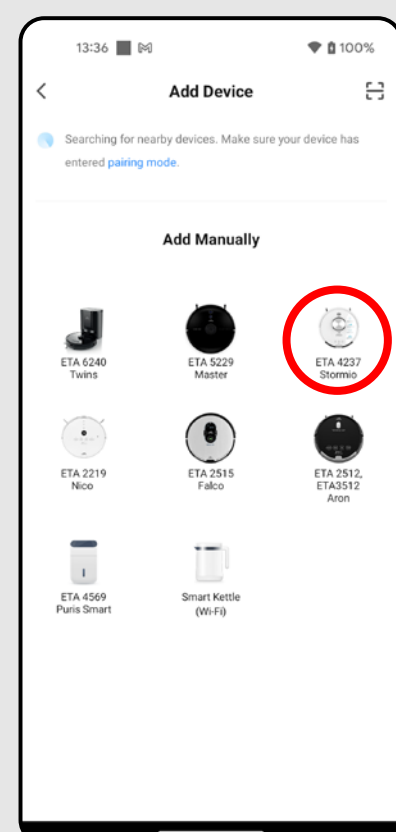 13:36
100%
Add Device
Searching for nearby devices. Make sure your device has
entered pairing mode.
Add Manually
ETA 6240
Twins
ETA 5229
Master
ETA 4237
Stormio
ETA 2219
Nico
ETA 2515
Falco
ETA 2512,
ETA3512
Aron
ETA 4569
Puris Smart
Smart Kettle
(Wi-Fi)